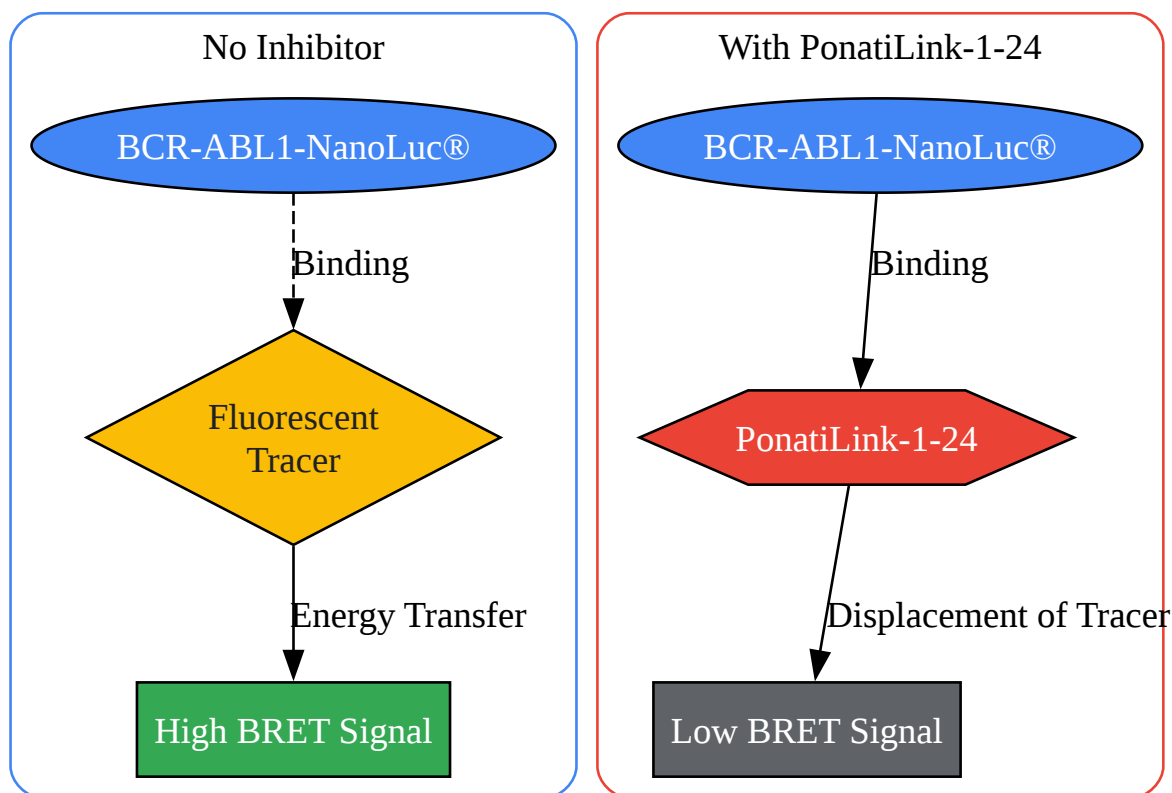 No Inhibitor
BCR-ABL1-NanoLuc®
Binding
Fluorescent
Tracer
Energy Transfer
High BRET Signal
With PonatiLink-1-24
BCR-ABL1-NanoLuc®
Binding
PonatiLink-1-24
Displacement of Tracer
Low BRET Signal